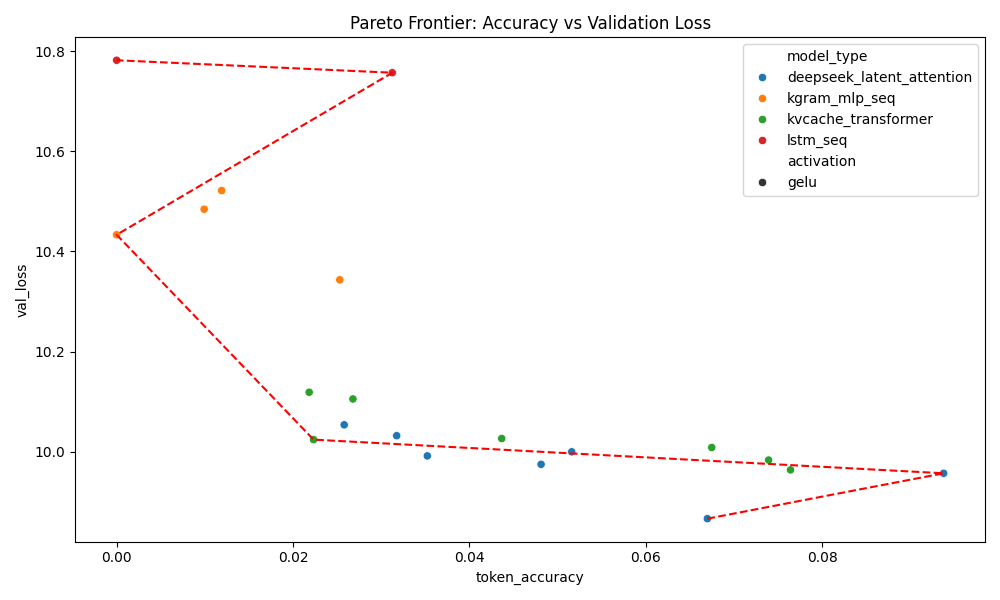 Pareto Frontier: Accuracy vs Validation Loss
val_loss
10.8
10.6
10.4
10.2
10.0
0.00
0.02
0.04
0.06
0.08
token_accuracy
model_type
deepseek_latent_attention
kgram_mlp_seq
kvcache_transformer
lstm_seq
activation
gelu